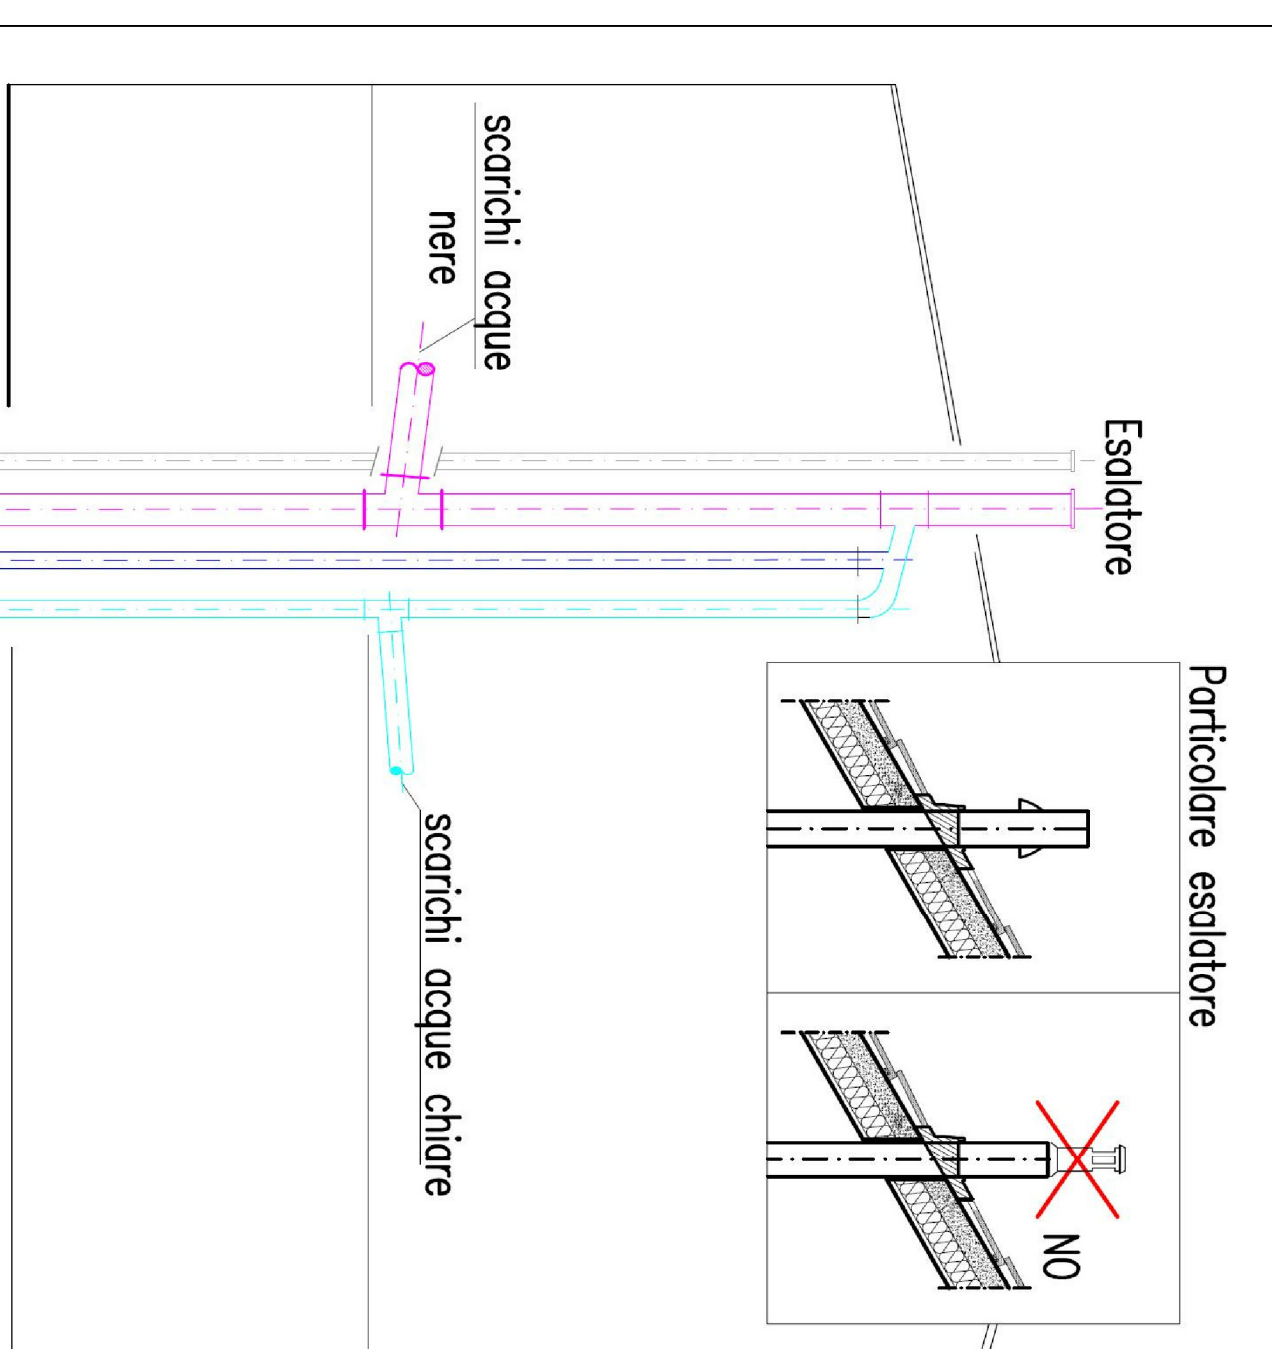 Particolare esalatore
Esalatore
NO
scarichi acque
nere
scarichi acque chiare